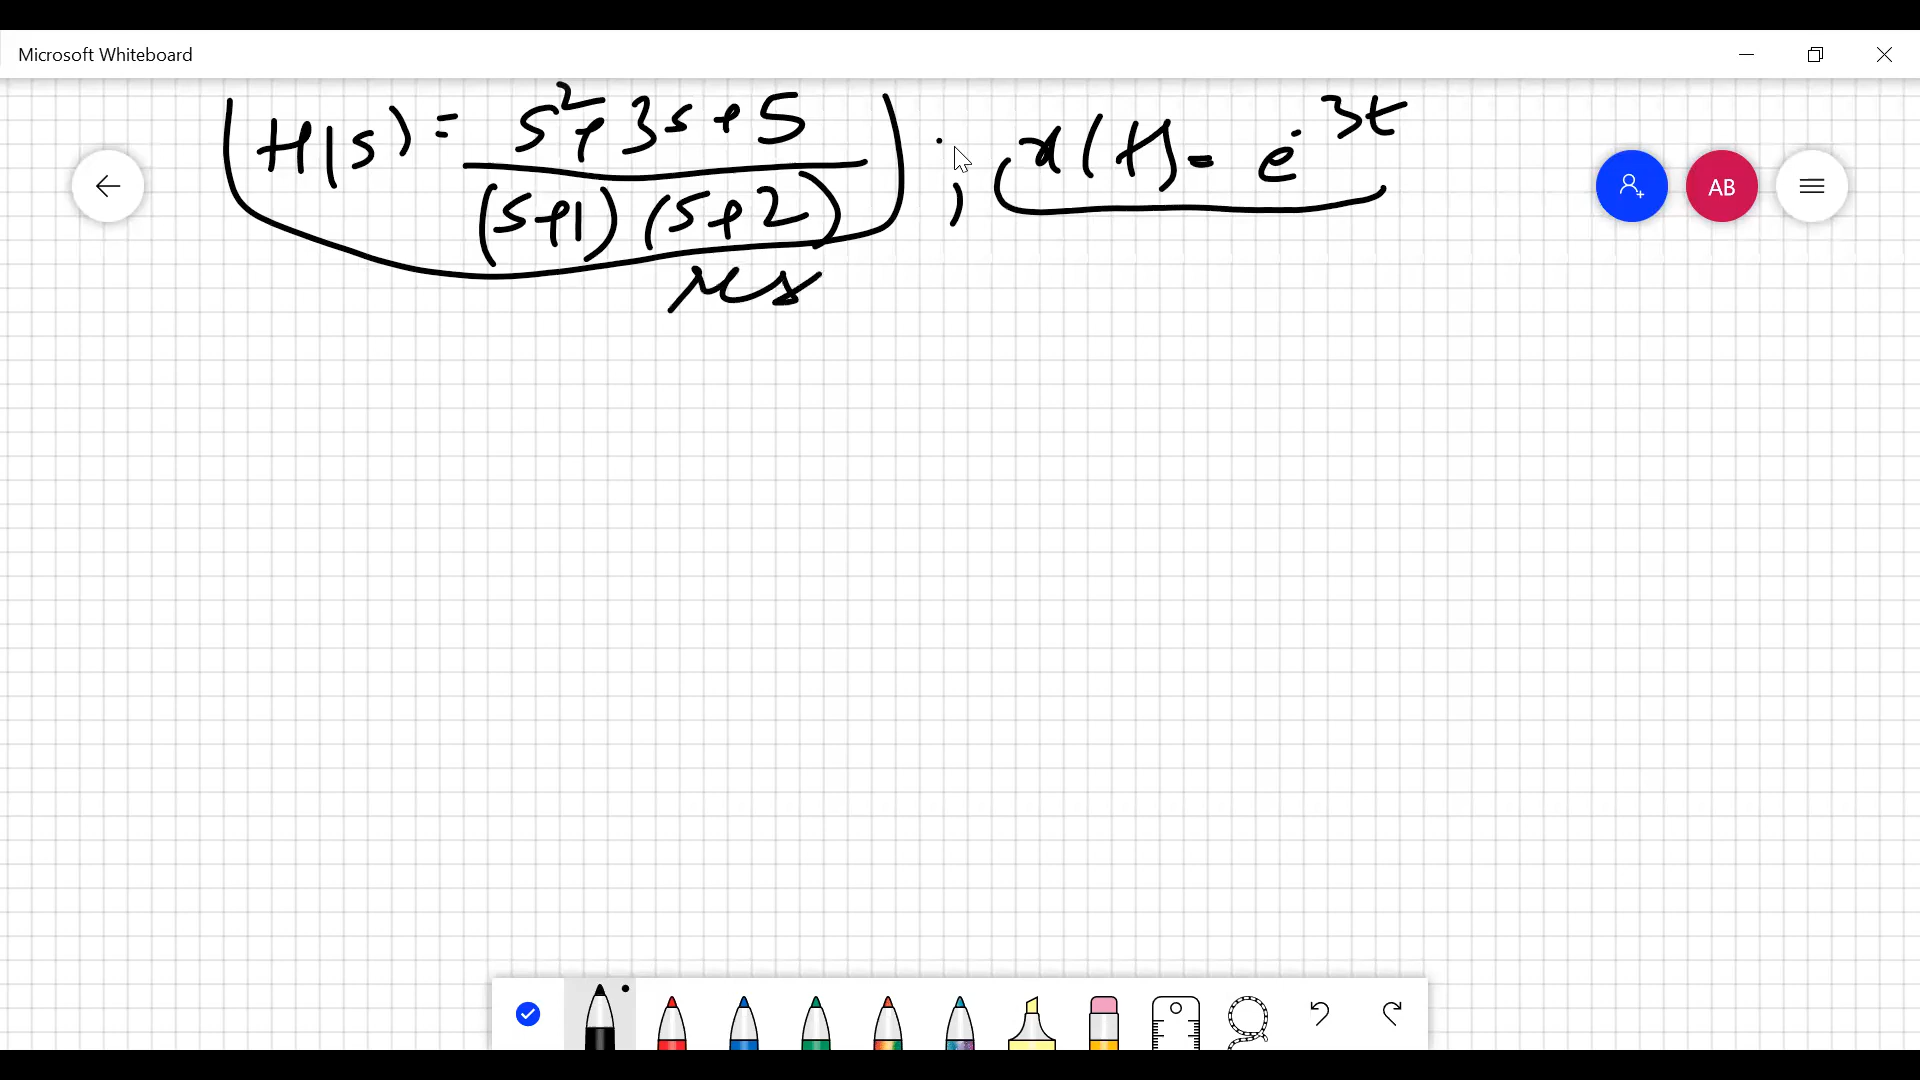 Microsoft Whiteboard
H(s) = s²+3s+5 / (s+1)(s+2) ; x(t) = e^3t
AB